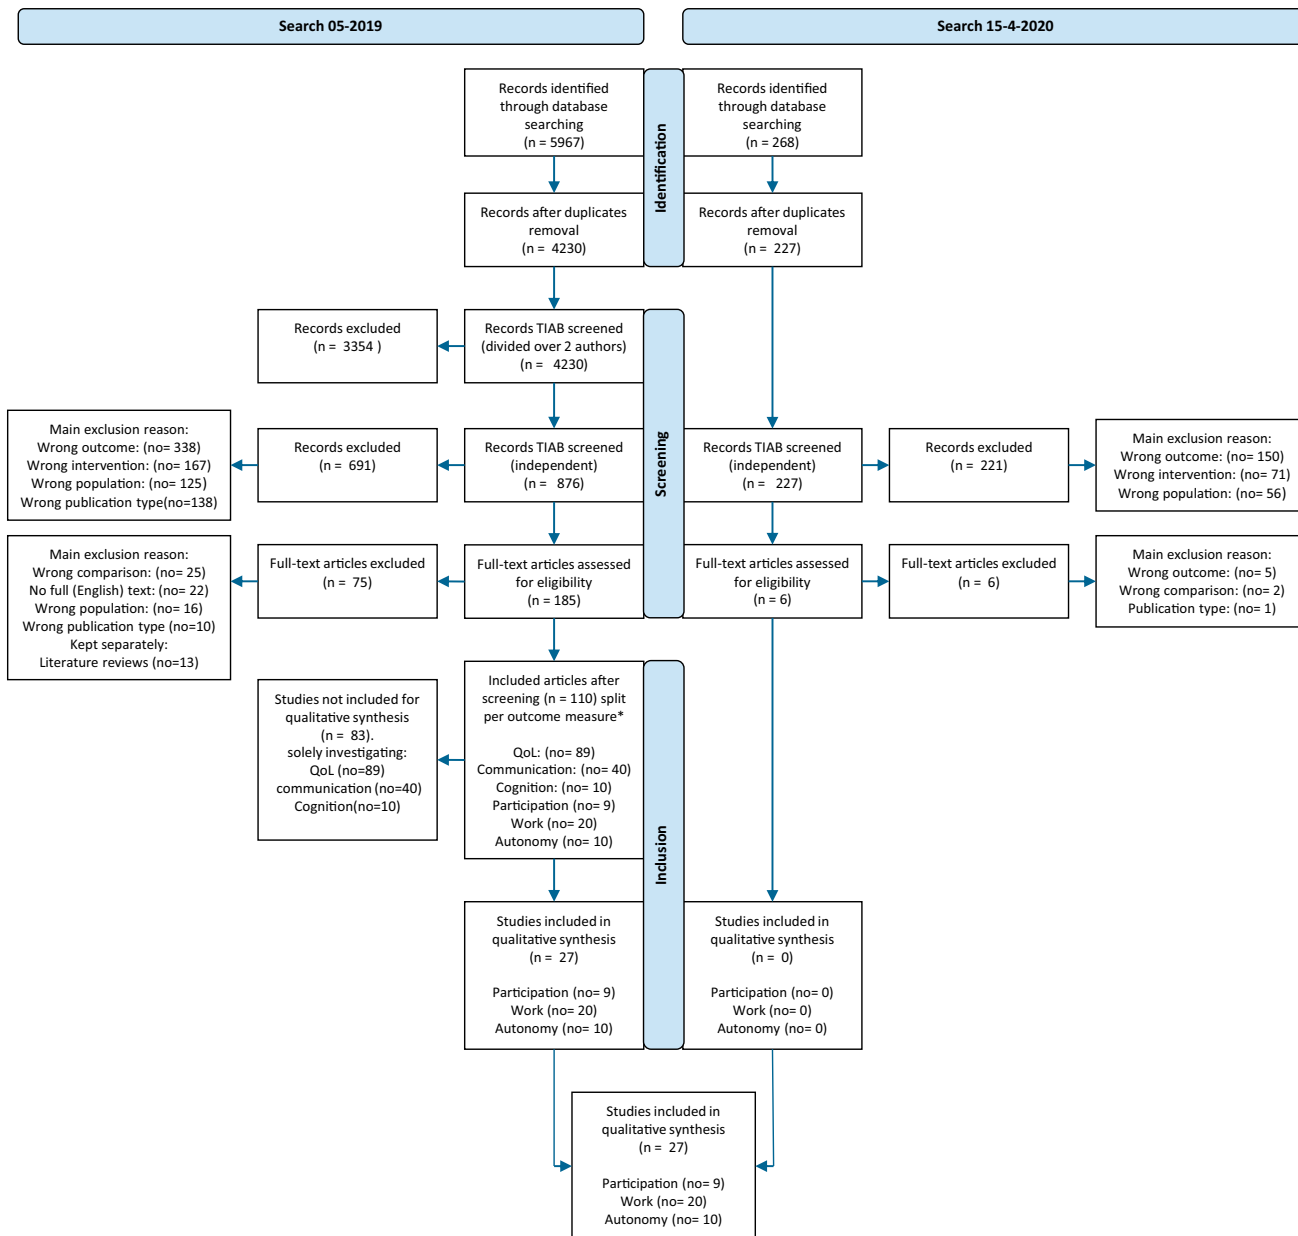 Search 05-2019
Search 15-4-2020
Records identified
through database
searching
(n = 5967)
Identification
Records identified
through database
searching
(n = 268)
Records after duplicates
removal
(n = 4230)
Records after duplicates
removal
(n = 227)
Records excluded
(n = 3354 )
Records TIAB screened
(divided over 2 authors)
(n = 4230)
Screening
Main exclusion reason:
Wrong outcome: (no= 338)
Wrong intervention: (no= 167)
Wrong population: (no= 125)
Wrong publication type(no=138)
Records excluded
(n = 691)
Records TIAB screened
(independent)
(n = 876)
Records TIAB screened
(independent)
(n = 227)
Records excluded
(n = 221)
Main exclusion reason:
Wrong outcome: (no= 150)
Wrong intervention: (no= 71)
Wrong population: (no= 56)
Main exclusion reason:
Wrong comparison: (no= 25)
No full (English) text: (no= 22)
Wrong population: (no= 16)
Wrong publication type (no=10)
Kept separately:
Literature reviews (no=13)
Full-text articles excluded
(n = 75)
Full-text articles assessed
for eligibility
(n = 185)
Full-text articles assessed
for eligibility
(n = 6)
Full-text articles excluded
(n = 6)
Main exclusion reason:
Wrong outcome: (no= 5)
Wrong comparison: (no= 2)
Publication type: (no= 1)
Studies not included for
qualitative synthesis
(n = 83).
solely investigating:
QoL (no=89)
communication (no=40)
Cognition(no=10)
Included articles after
screening (n = 110) split
per outcome measure*
QoL: (no= 89)
Communication: (no= 40)
Cognition: (no= 10)
Participation (no= 9)
Work (no= 20)
Autonomy (no= 10)
Inclusion
Studies included in
qualitative synthesis
(n = 27)
Participation (no= 9)
Work (no= 20)
Autonomy (no= 10)
Studies included in
qualitative synthesis
(n = 0)
Participation (no= 0)
Work (no= 0)
Autonomy (no= 0)
Studies included in
qualitative synthesis
(n = 27)
Participation (no= 9)
Work (no= 20)
Autonomy (no= 10)